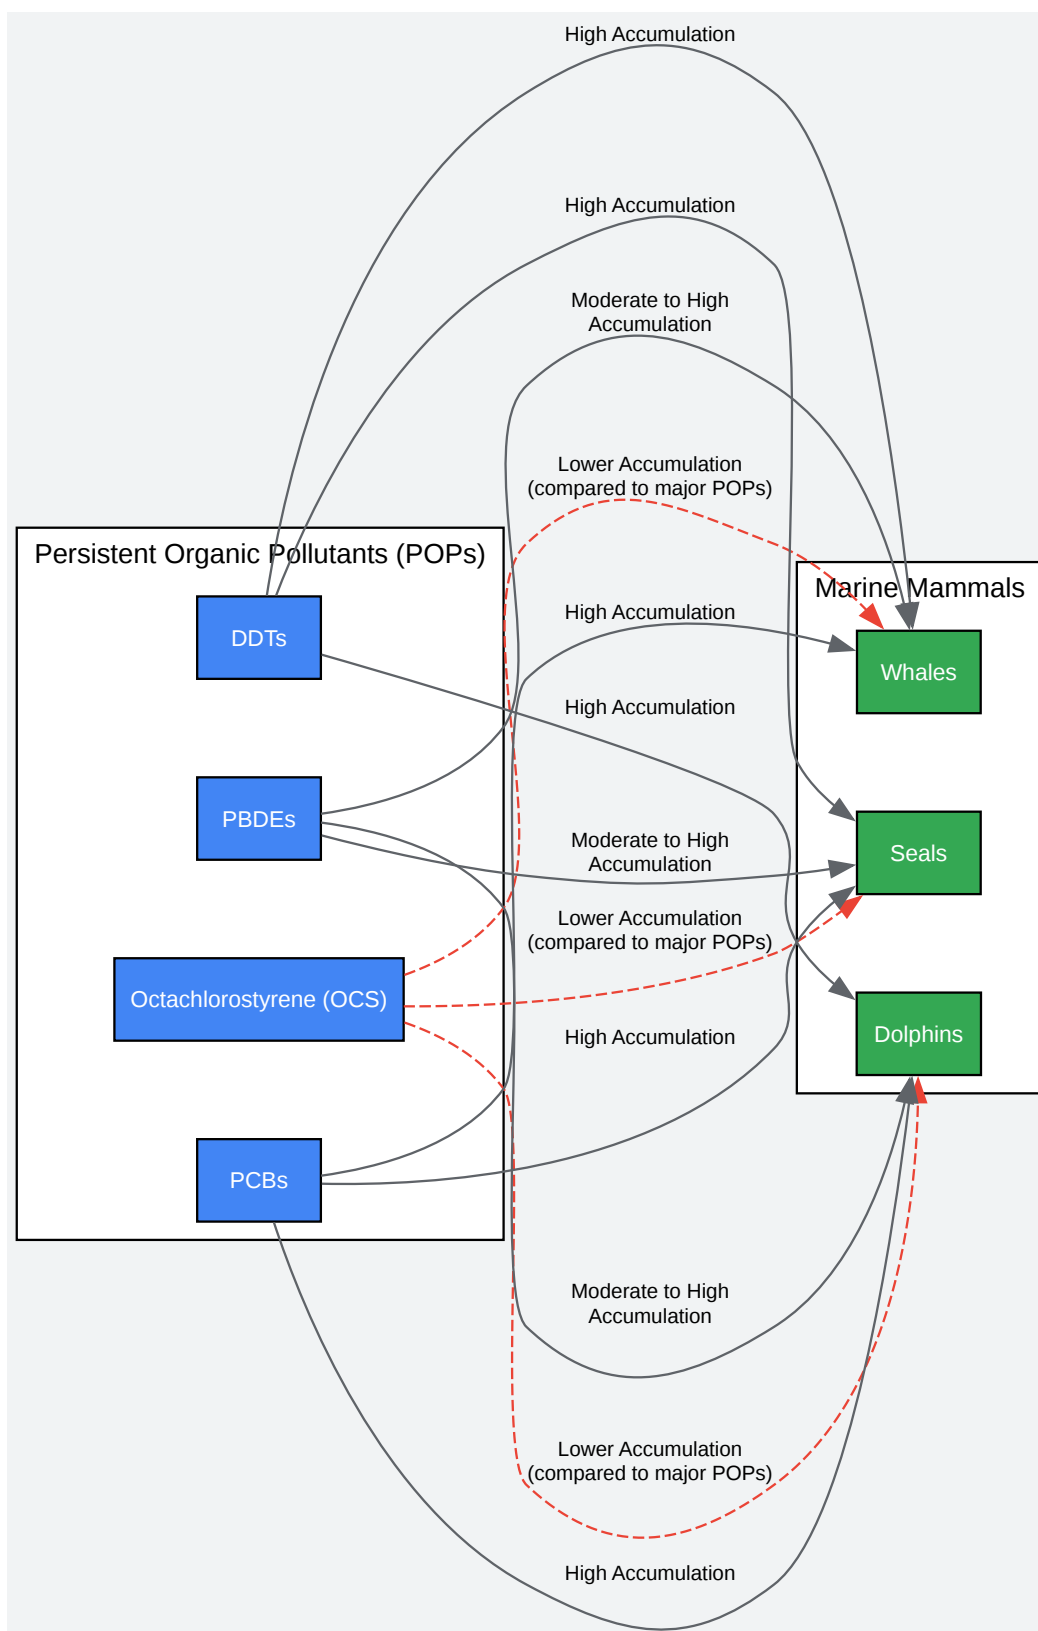 High Accumulation
High Accumulation
Moderate to High
Accumulation
Lower Accumulation
(compared to major POPs)
Persistent Organic Pollutants (POPs)
Marine Mammals
High Accumulation
DDTs
Whales
High Accumulation
PBDEs
Moderate to High
Accumulation
Seals
Lower Accumulation
(compared to major POPs)
Octachlorostyrene (OCS)
High Accumulation
Dolphins
PCBs
Moderate to High
Accumulation
Lower Accumulation
(compared to major POPs)
High Accumulation